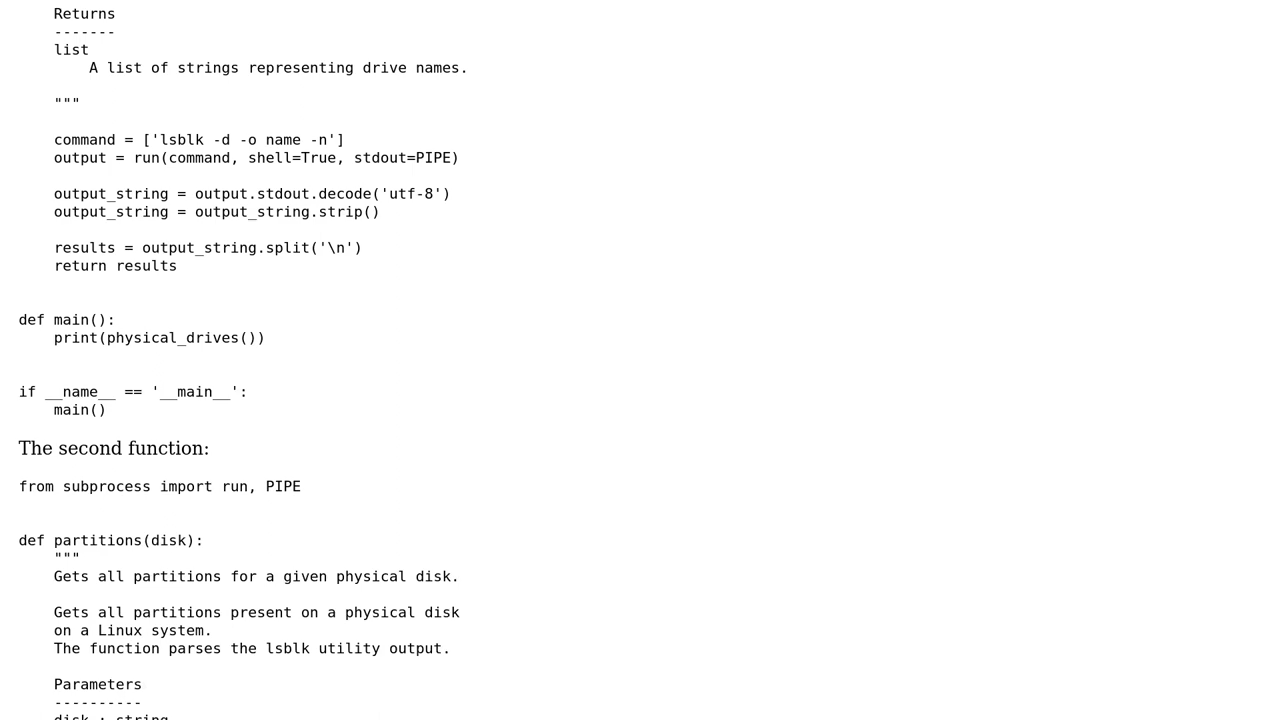 Returns
-------
list
A list of strings representing drive names.
"""
command = ['lsblk -d -o name -n']
output = run(command, shell=True, stdout=PIPE)
output_string = output.stdout.decode('utf-8')
output_string = output_string.strip()
results = output_string.split('\n')
return results
def main():
print(physical_drives())
if __name__ == '__main__':
main()
The second function:
from subprocess import run, PIPE
def partitions(disk):
"""
Gets all partitions for a given physical disk.
Gets all partitions present on a physical disk
on a Linux system.
The function parses the lsblk utility output.
Parameters
----------
disk : string